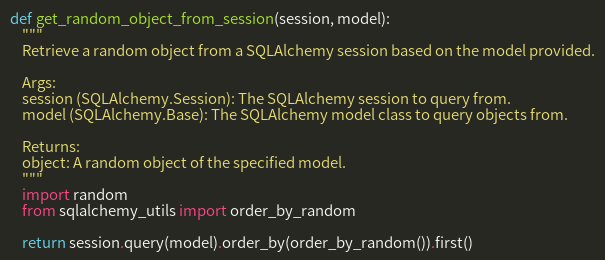 def get_random_object_from_session(session, model):
"""
Retrieve a random object from a SQLAlchemy session based on the model provided.
Args:
session (SQLAlchemy.Session): The SQLAlchemy session to query from.
model (SQLAlchemy.Base): The SQLAlchemy model class to query objects from.
Returns:
object: A random object of the specified model.
"""
import random
from sqlalchemy_utils import order_by_random
return session.query(model).order_by(order_by_random()).first()